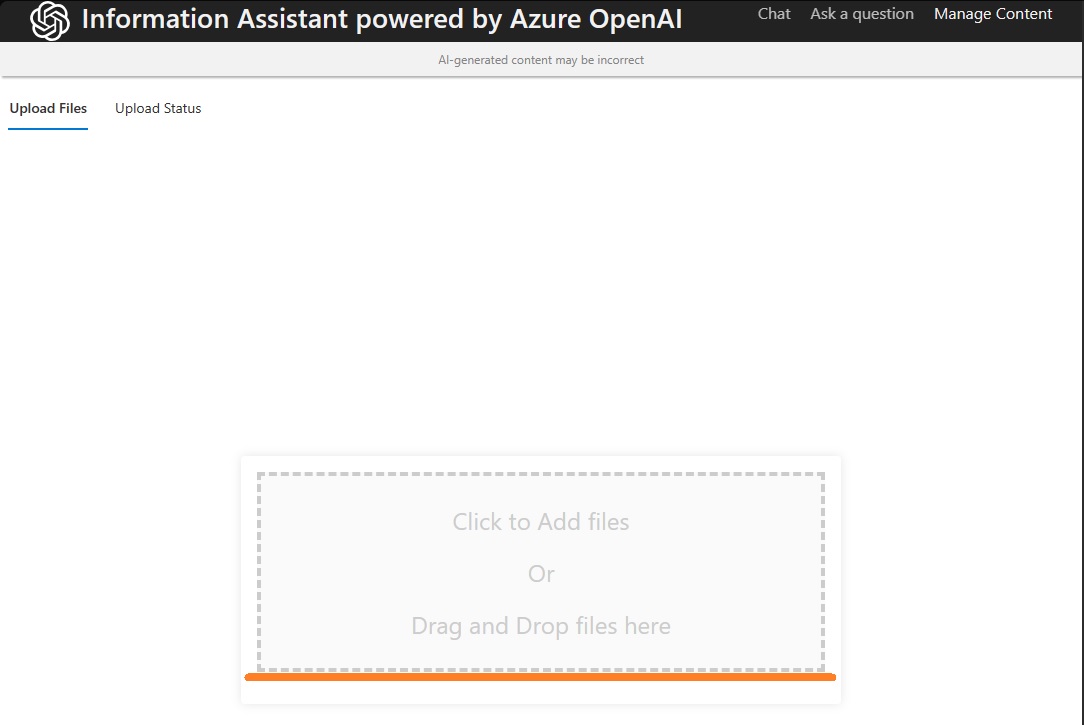 Information Assistant powered by Azure OpenAI
Chat Ask a question Manage Content
AI-generated content may be incorrect
Upload Files Upload Status
Click to Add files
Or
Drag and Drop files here